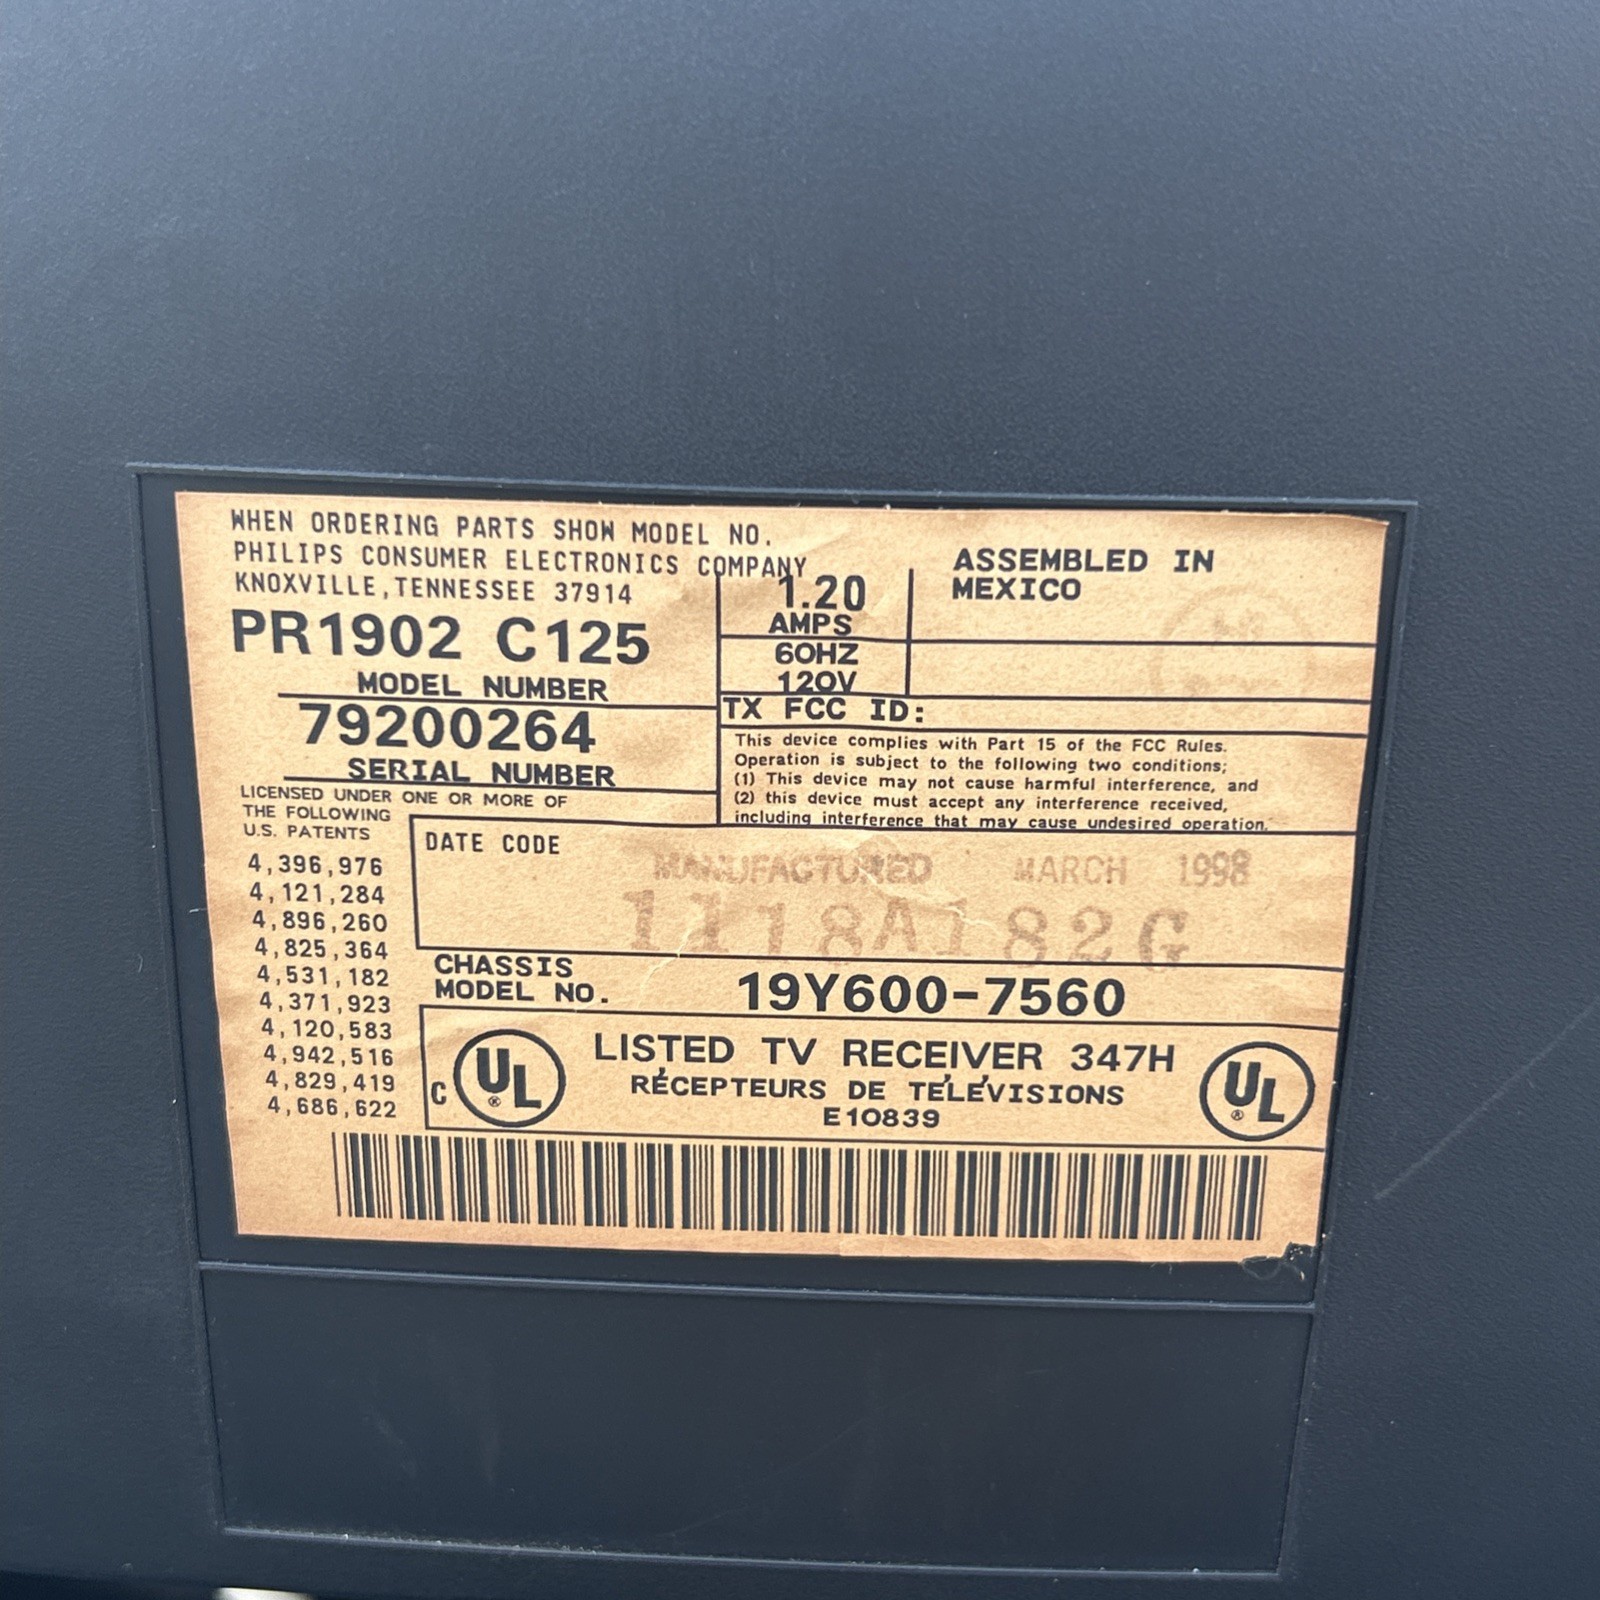 WHEN ORDERING PARTS SHOW MODEL NO.
PHILIPS CONSUMER ELECTRONICS COMPANY
KNOXVILLE, TENNESSEE 37914
PR1902 C125
MODEL NUMBER
79200264
SERIAL NUMBER
1.20
AMPS
60HZ
120V
ASSEMBLED IN
MEXICO
TX FCC ID:
This device complies with Part 15 of the FCC Rules.
Operation is subject to the following two conditions;
(1) This device may not cause harmful interference, and
(2) this device must accept any interference received,
including interference that may cause undesired operation.
LICENSED UNDER ONE OR MORE OF
THE FOLLOWING
U.S. PATENTS
4,396,976
4,121,284
4,896,260
4,825,364
4,531,182
4,371,923
4,120,583
4,942,516
4,829,419
4,686,622
DATE CODE
MANUFACTURED MARCH 1998
1118A182G
CHASSIS
MODEL NO. 19Y600-7560
C UL ®
LISTED TV RECEIVER 347H
RÉCEPTEURS DE TÉLÉVISIONS
E10839
UL ®